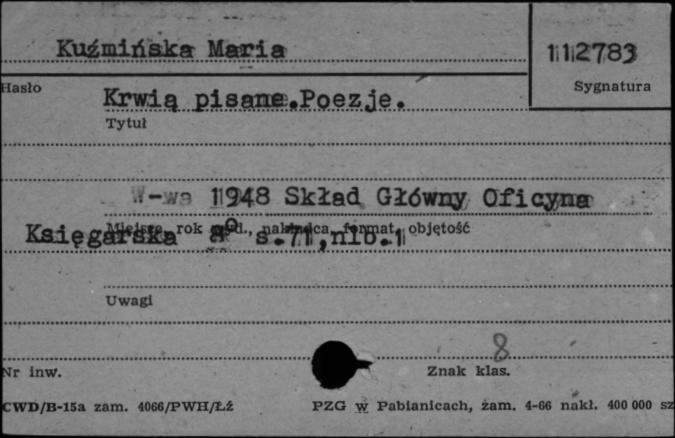 Kuźmińska Maria
112783
Hasło
Sygnatura
Krwią pisane.Poezje.
Tytuł
W-wa 1948 Skład Główny Oficyna
Miejsce, rok wyd., nakładca, format, objętość
Księgarska 8° s.71,nlb.1
Uwagi
8
Nr inw.
Znak klas.
CWD/B-15a zam. 4066/PWH/Łź
PZG w Pabianicach, zam. 4-66 nakł. 400 000 sz